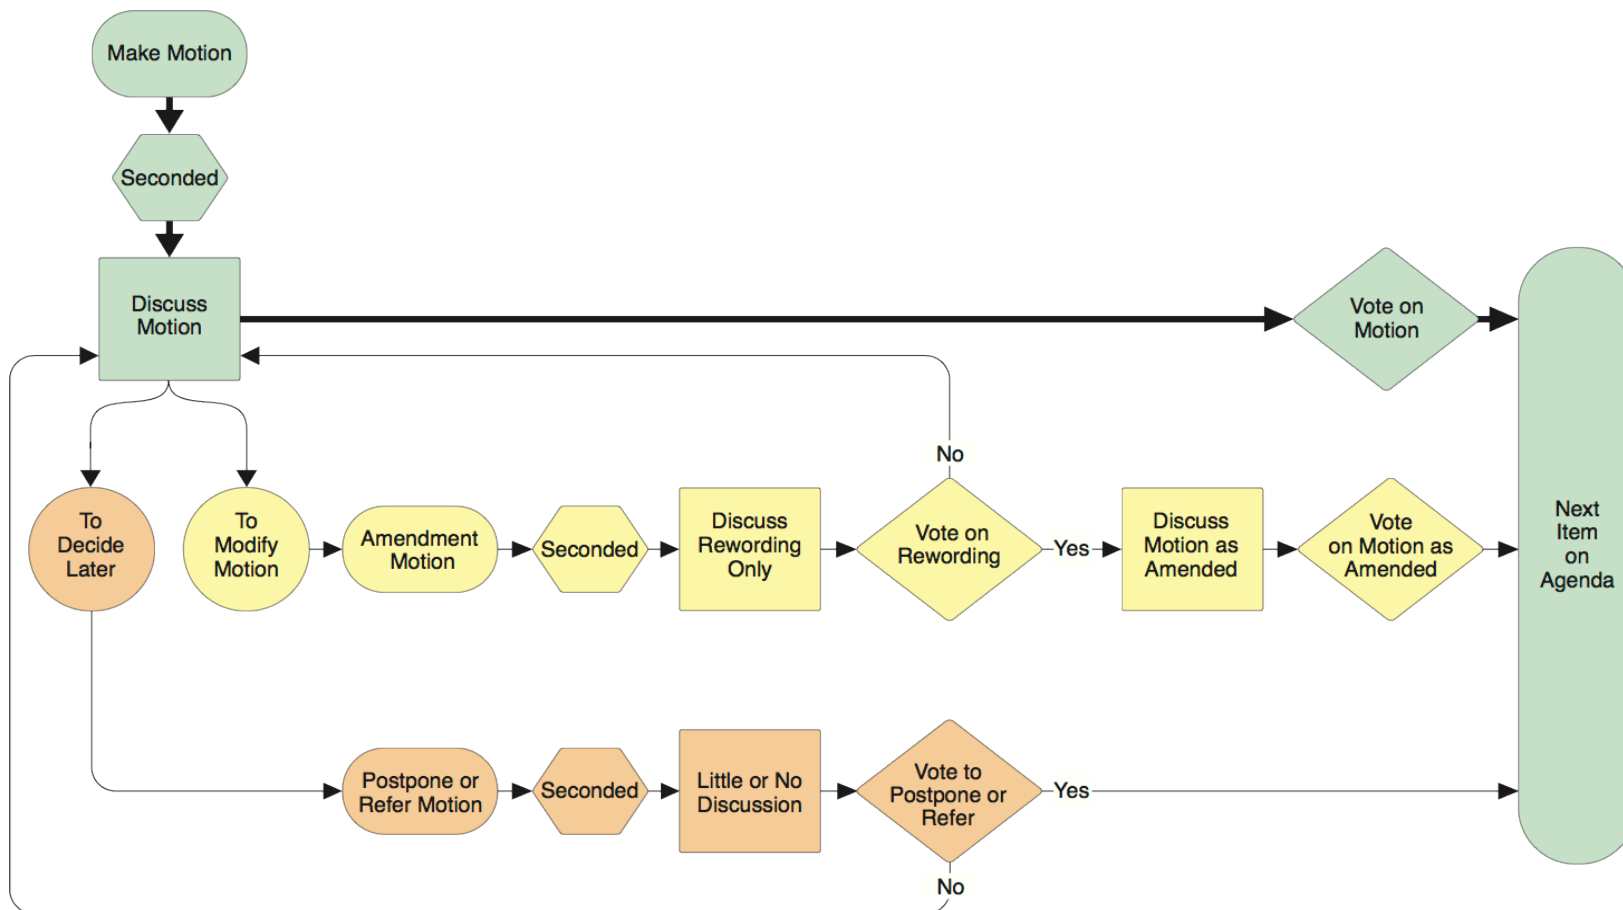 Make Motion
Seconded
Discuss
Motion
Vote on
Motion
No
To
Decide
Later
To
Modify
Motion
Amendment
Motion
Seconded
Discuss
Rewording
Only
Vote on
Rewording
Yes
Discuss
Motion as
Amended
Vote
on Motion as
Amended
Next
Item
on
Agenda
Postpone or
Refer Motion
Seconded
Little or No
Discussion
Vote to
Postpone or
Refer
Yes
No